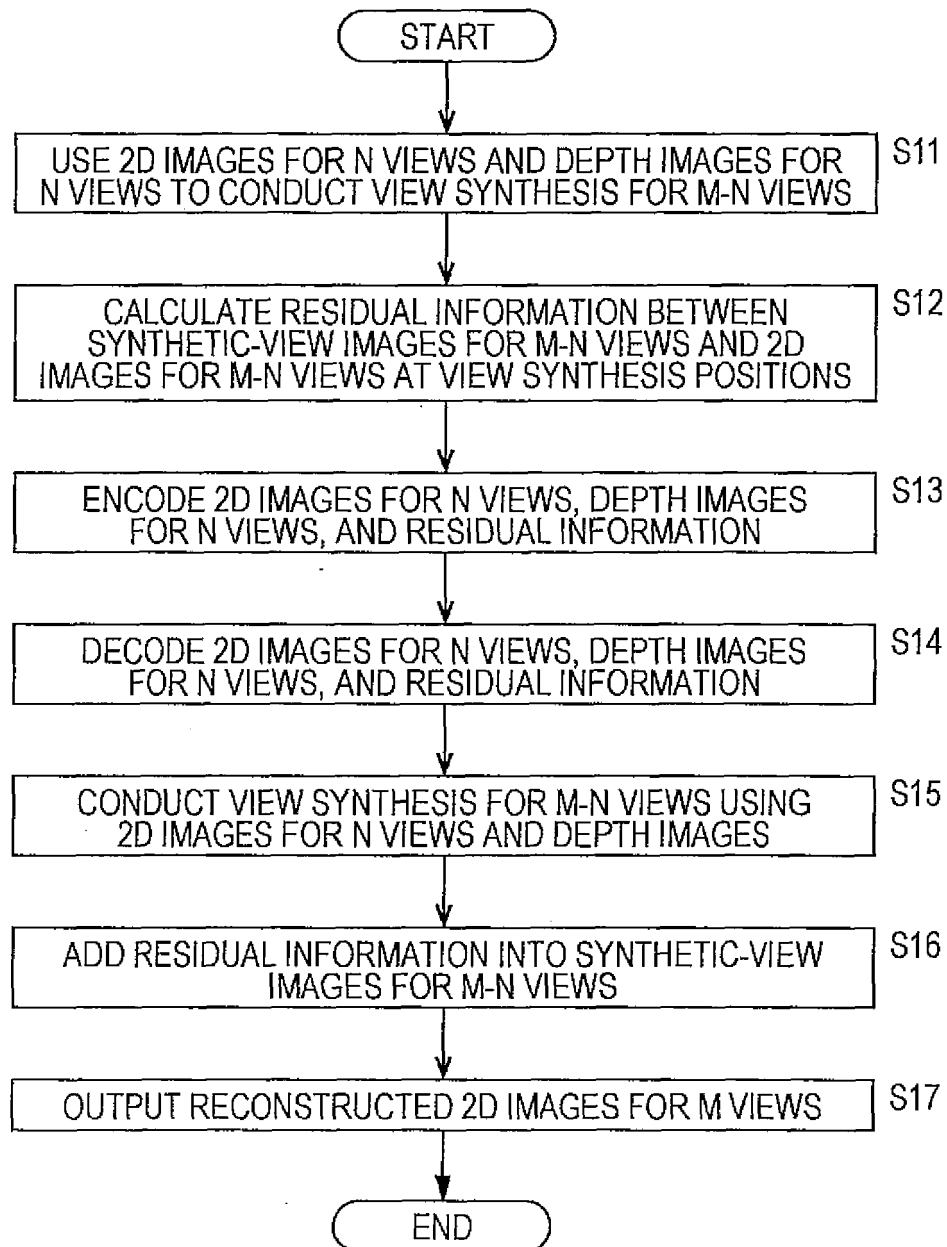 START
USE 2D IMAGES FOR N VIEWS AND DEPTH IMAGES FOR
N VIEWS TO CONDUCT VIEW SYNTHESIS FOR M-N VIEWS
S11
CALCULATE RESIDUAL INFORMATION BETWEEN
SYNTHETIC-VIEW IMAGES FOR M-N VIEWS AND 2D
IMAGES FOR M-N VIEWS AT VIEW SYNTHESIS POSITIONS
S12
ENCODE 2D IMAGES FOR N VIEWS, DEPTH IMAGES
FOR N VIEWS, AND RESIDUAL INFORMATION
S13
DECODE 2D IMAGES FOR N VIEWS, DEPTH IMAGES
FOR N VIEWS, AND RESIDUAL INFORMATION
S14
CONDUCT VIEW SYNTHESIS FOR M-N VIEWS USING
2D IMAGES FOR N VIEWS AND DEPTH IMAGES
S15
ADD RESIDUAL INFORMATION INTO SYNTHETIC-VIEW
IMAGES FOR M-N VIEWS
S16
OUTPUT RECONSTRUCTED 2D IMAGES FOR M VIEWS
S17
END